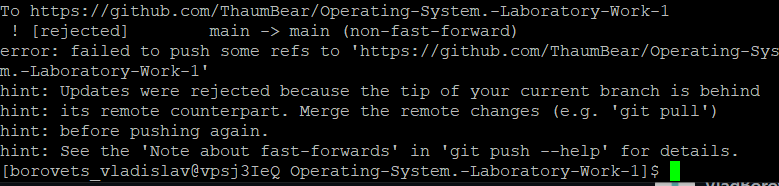 To https://github.com/ThaumBear/Operating-System.-Laboratory-Work-1
 ! [rejected]        main -> main (non-fast-forward)
error: failed to push some refs to 'https://github.com/ThaumBear/Operating-Sys
m.-Laboratory-Work-1'
hint: Updates were rejected because the tip of your current branch is behind
hint: its remote counterpart. Merge the remote changes (e.g. 'git pull')
hint: before pushing again.
hint: See the 'Note about fast-forwards' in 'git push --help' for details.
[borovets_vladislav@vpsj3IeQ Operating-System.-Laboratory-Work-1]$